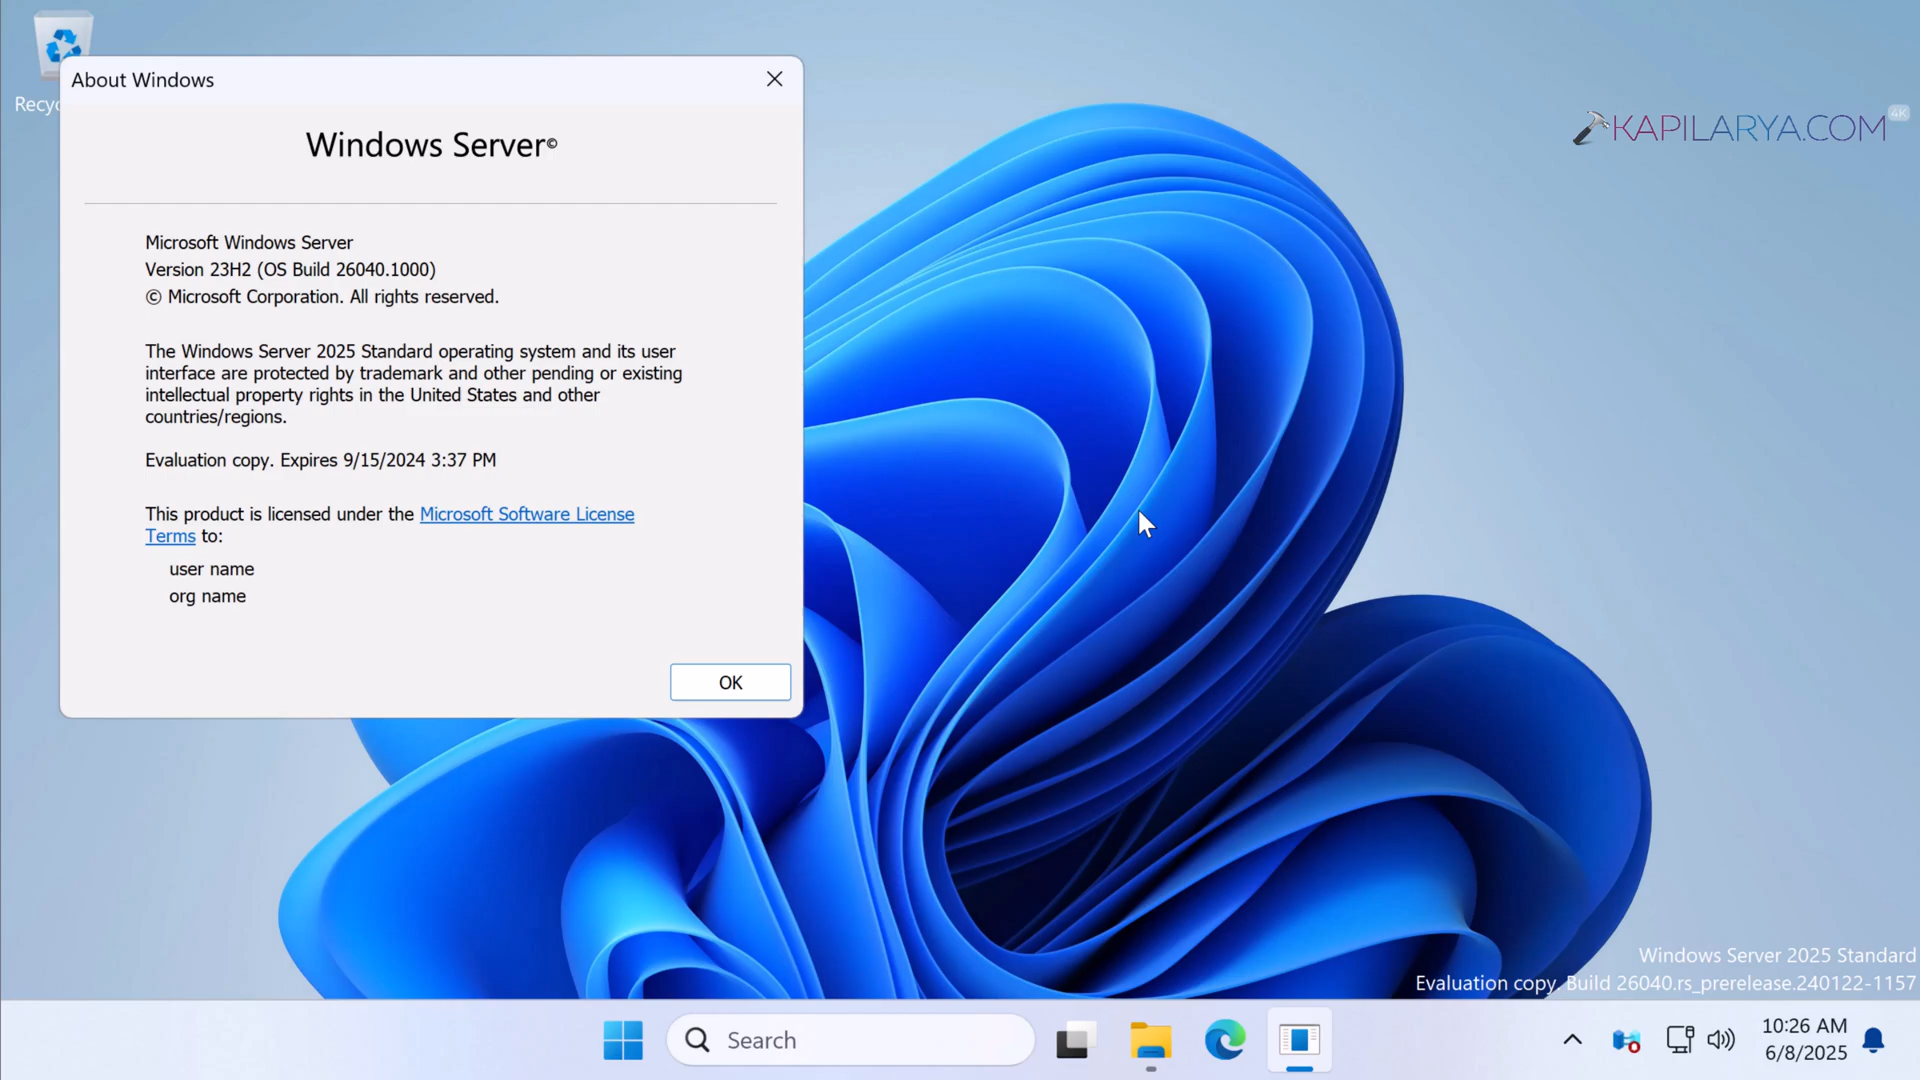 Recyc
About Windows
Windows Server©
Microsoft Windows Server
Version 23H2 (OS Build 26040.1000)
© Microsoft Corporation. All rights reserved.
The Windows Server 2025 Standard operating system and its user
interface are protected by trademark and other pending or existing
intellectual property rights in the United States and other
countries/regions.
Evaluation copy. Expires 9/15/2024 3:37 PM
This product is licensed under the Microsoft Software License
Terms to:
user name
org name
OK
KAPILARYA.COM
4K
Windows Server 2025 Standard
Evaluation copy. Build 26040.rs_prerelease.240122-1157
Search
10:26 AM
6/8/2025